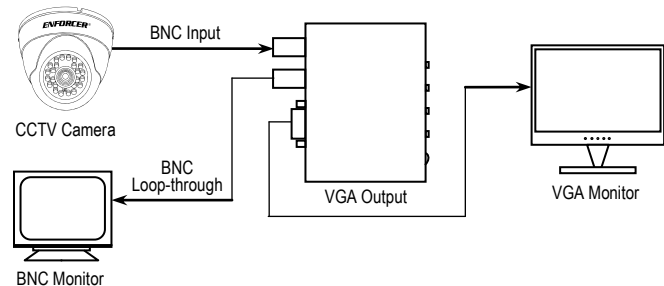 ENFORCER®
BNC Input
CCTV Camera
BNC
Loop-through
VGA Output
VGA Monitor
BNC Monitor